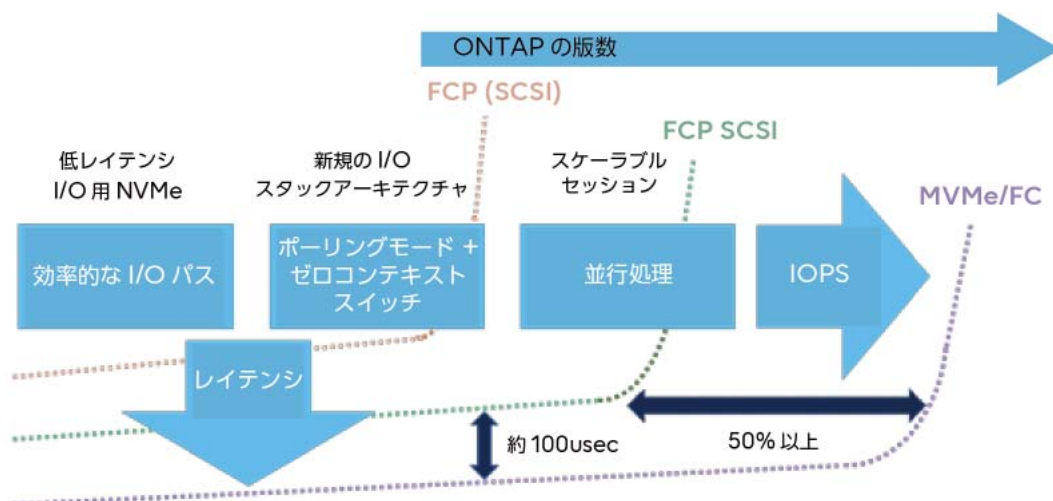 ONTAP の版数
FCP (SCSI)
FCP SCSI
MVMe/FC
低レイテンシ
I/O 用 NVMe
新規の I/O
スタックアーキテクチャ
スケーラブル
セッション
効率的な I/O パス
ポーリングモード +
ゼロコンテキスト
スイッチ
並行処理
IOPS
レイテンシ
約 100usec
50% 以上